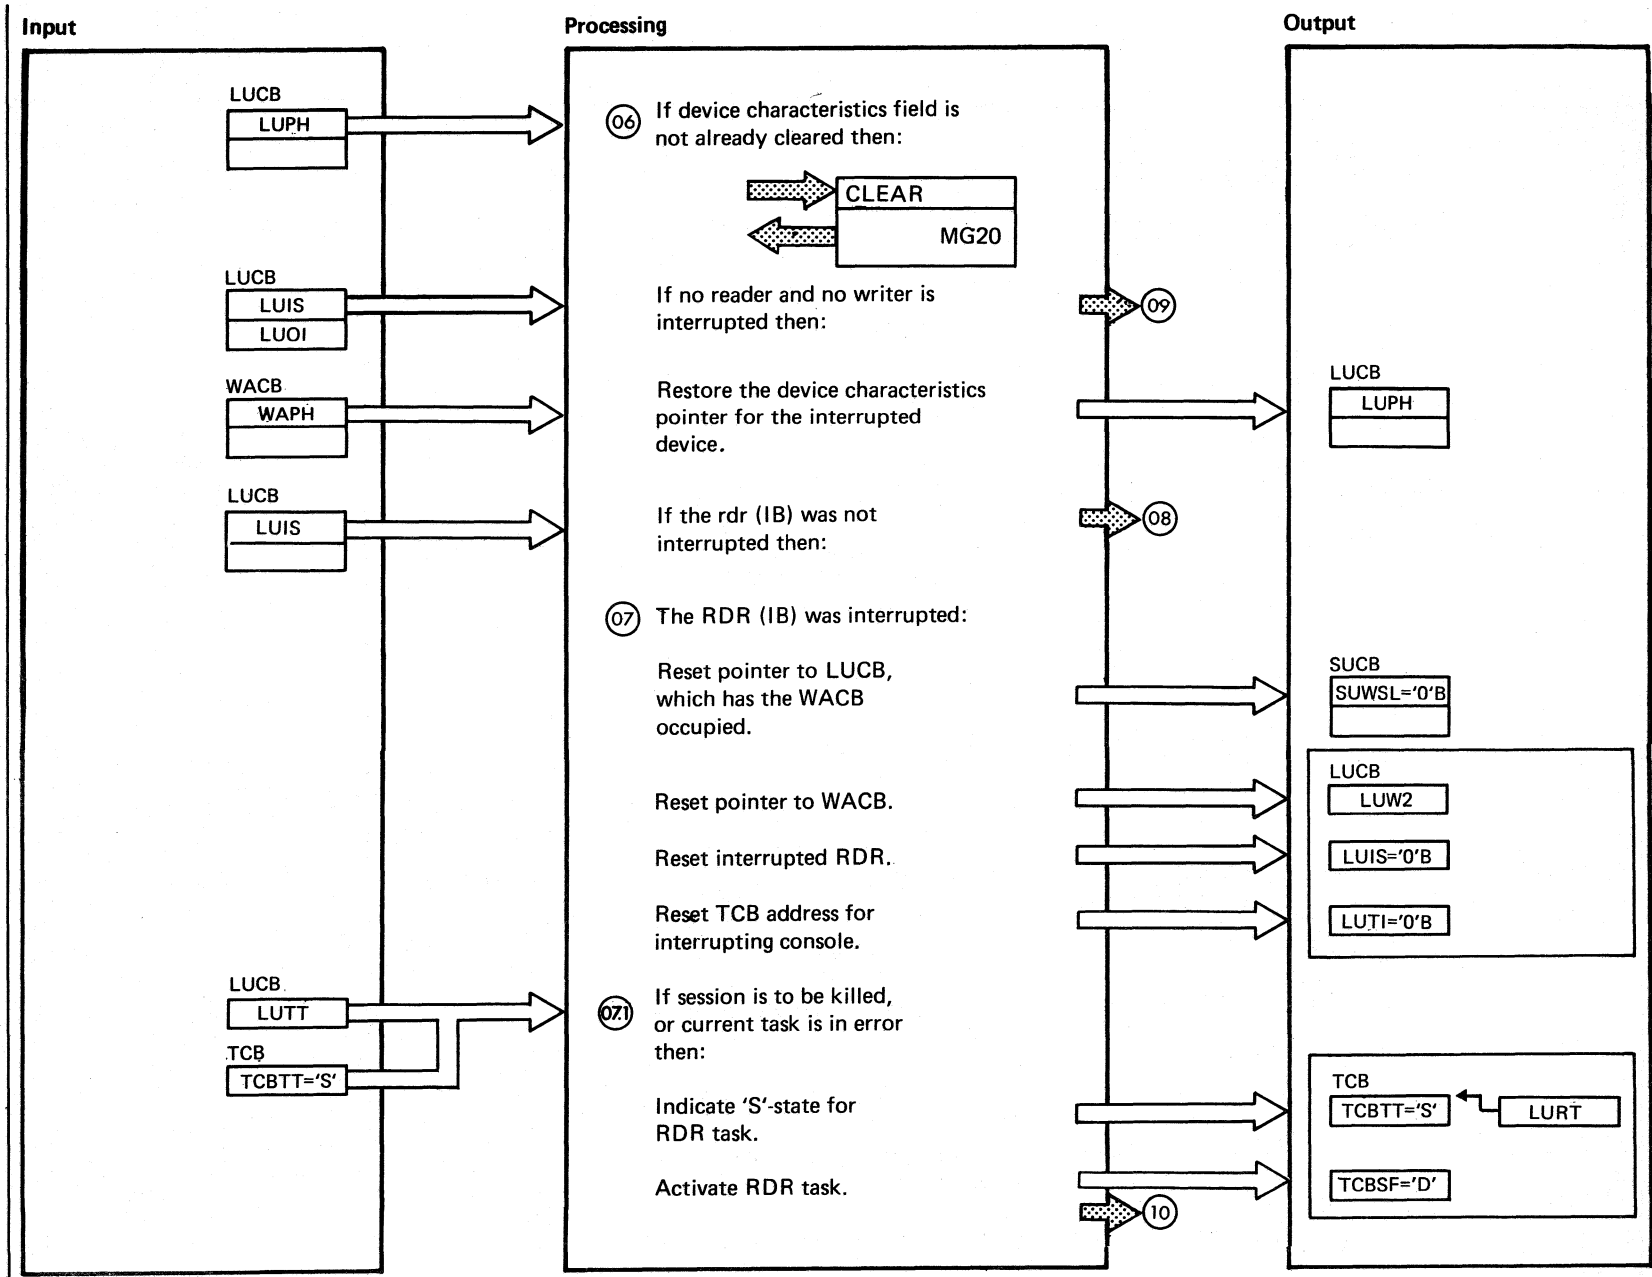 Input
Processing
Output
LUCB
LUPH
06
If device characteristics field is
not already cleared then:
CLEAR
MG20
LUCB
LUIS
LUOI
If no reader and no writer is
interrupted then:
09
WACB
WAPH
Restore the device characteristics
pointer for the interrupted
device.
LUCB
LUPH
LUCB
LUIS
If the rdr (IB) was not
interrupted then:
08
07
The RDR (IB) was interrupted:
Reset pointer to LUCB,
which has the WACB
occupied.
SUCB
SUWSL='0'B
Reset pointer to WACB.
LUCB
LUW2
Reset interrupted RDR.
LUIS='0'B
Reset TCB address for
interrupting console.
LUTI='0'B
LUCB
LUTT
TCB
TCBTT='S'
07.1
If session is to be killed,
or current task is in error
then:
Indicate 'S'-state for
RDR task.
TCB
TCBTT='S'
LURT
Activate RDR task.
TCBSF='D'
10